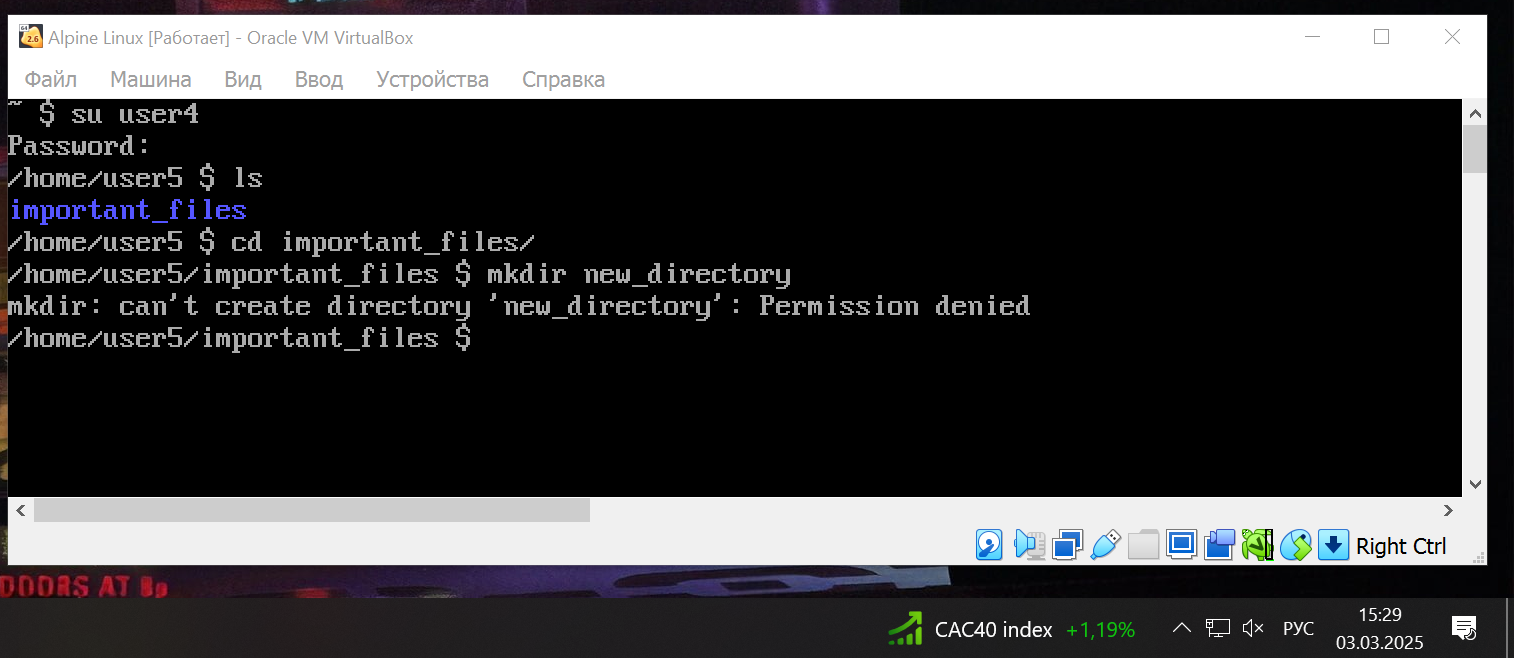 Alpine Linux [Работает] - Oracle VM VirtualBox
Файл Машина Вид Ввод Устройства Справка
~ $ su user4
Password:
/home/user5 $ ls
important_files
/home/user5 $ cd important_files/
/home/user5/important_files $ mkdir new_directory
mkdir: can't create directory 'new_directory': Permission denied
/home/user5/important_files $
Right Ctrl
DOORS AT 8p
CAC40 index +1,19% РУС 15:29
03.03.2025